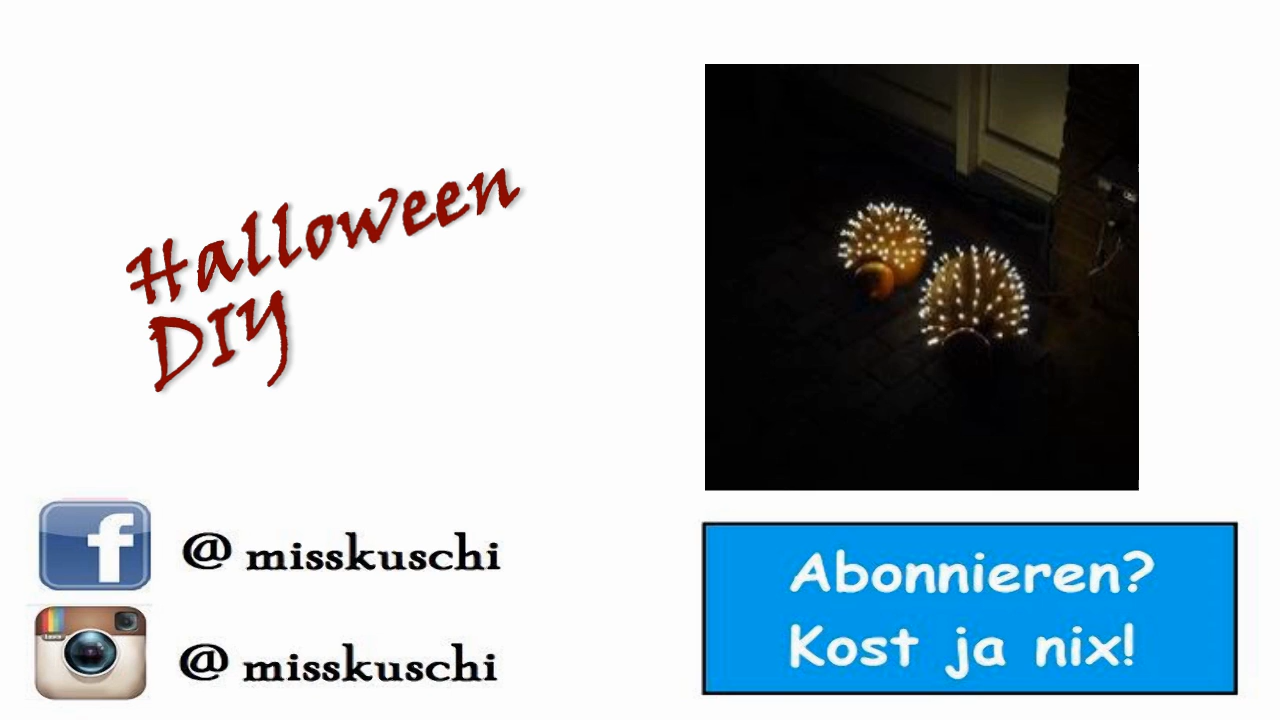 Halloween
DIY
@ misskuschi
@ misskuschi
Abonnieren?
Kost ja nix!